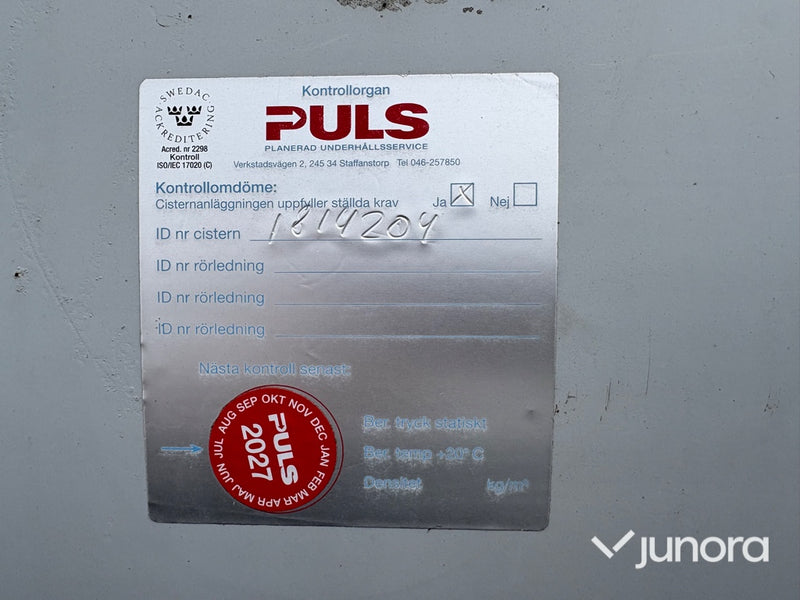 SWEDAC
ACKREDITERING
Acred. nr 2298
Kontroll
ISO/IEC 17020 (C)
Kontrollorgan
PULS
PLANERAD UNDERHÅLLSSERVICE
Verkstadsvägen 2, 245 34 Staffanstorp Tel 046-257850
Kontrollomdöme:
Cisternanläggningen uppfyller ställda krav Ja X Nej
ID nr cistern 1814204
ID nr rörledning
ID nr rörledning
ID nr rörledning
Nästa kontroll senast:
JAN FEB MAR APR MAJ JUN JUL AUG SEP OKT NOV DEC
PULS
2027
Ber. tryck statiskt
Ber. temp +20° C
Densitet kg/m³
junora